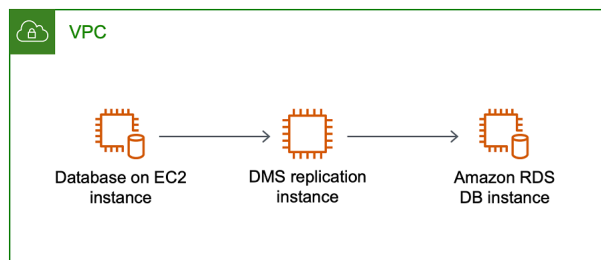 VPC
Database on EC2
instance
DMS replication
instance
Amazon RDS
DB instance